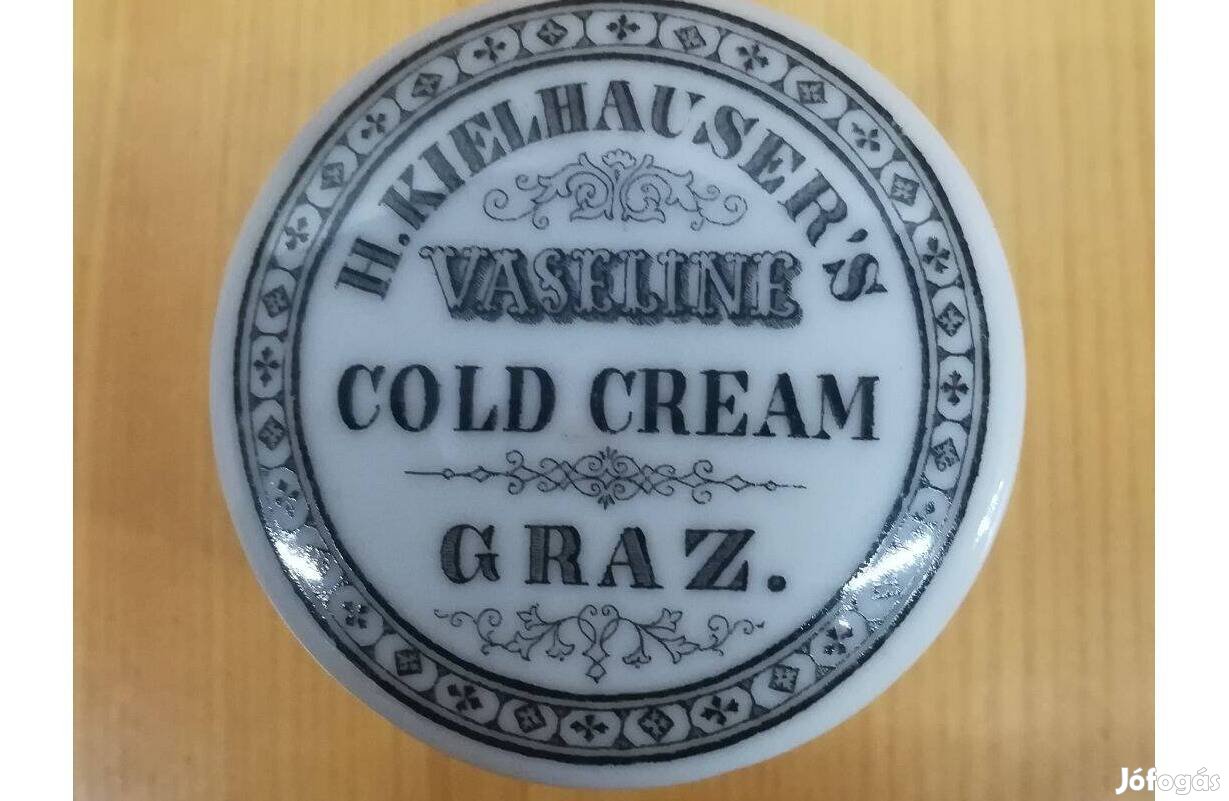 H. KIELHAUSER'S
VASELINE
COLD CREAM
GRAZ.
Jófogás